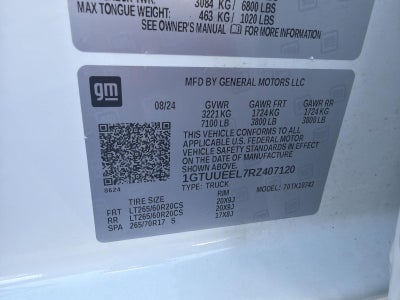 3084 KG/ 6800 LBS
MAX TONGUE WEIGHT: 463 KG/ 1020 LBS
SEE OWNER'S MANUAL FOR MORE INFORMATION
gm
MFD BY GENERAL MOTORS LLC
08/24 GVWR GAWR FRT GAWR RR
3221 KG 1724 KG 1724 KG
7100 LB 3800 LB 3800 LB
THIS VEHICLE CONFORMS TO ALL
APPLICABLE U.S. FEDERAL MOTOR
VEHICLE SAFETY STANDARDS IN EFFECT
ON THE DATE OF MANUFACTURE
SHOWN ABOVE.
1GTUUEEL7RZ407120
TYPE: TRUCK MODEL:
8624
TIRE SIZE RIM
FRT LT265/60R20CS 20X9J
RR LT265/60R20CS 20X9J
SPA 265/70R17 S 17X8J